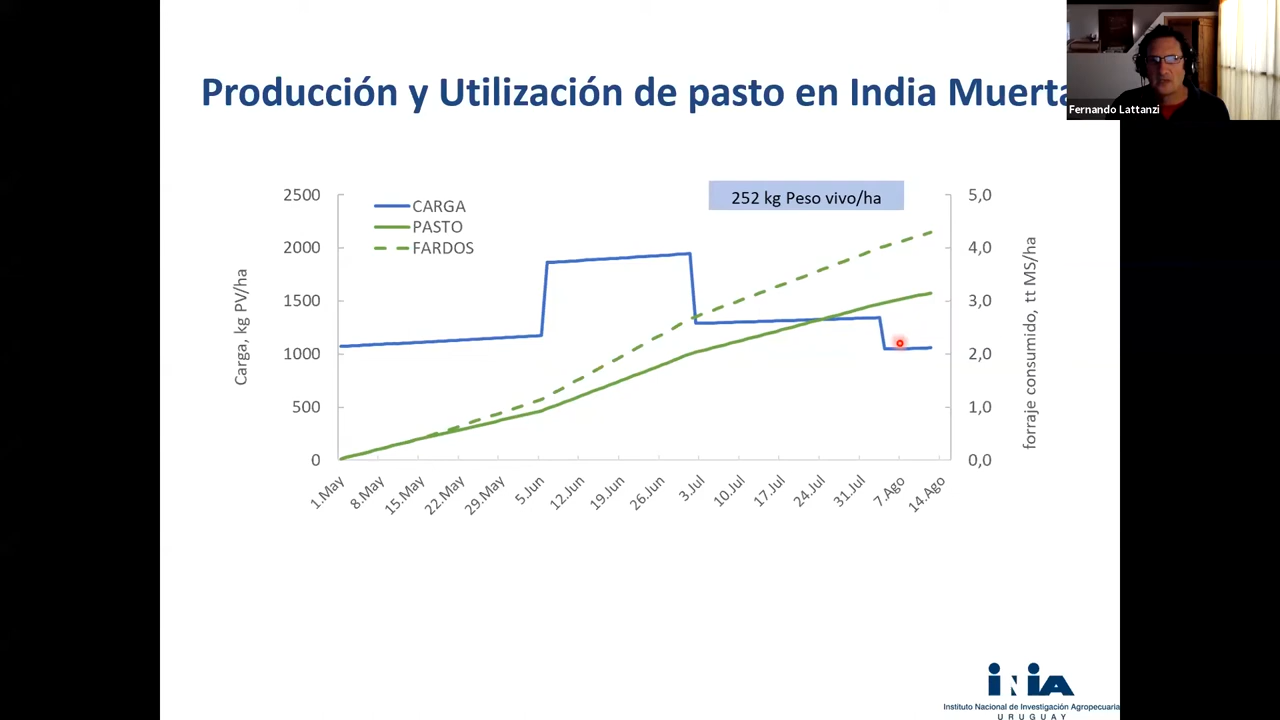 Producción y Utilización de pasto en India Muerta
Fernando Lattanzi
252 kg Peso vivo/ha
CARGA
PASTO
FARDOS
Carga, kg PV/ha
2500
2000
1500
1000
500
0
5,0
4,0
3,0
2,0
1,0
0,0
forraje consumido, tt MS/ha
1.May
8.May
15.May
22.May
29.May
5.Jun
12.Jun
19.Jun
26.Jun
3.Jul
10.Jul
17.Jul
24.Jul
31.Jul
7.Ago
14.Ago
INIA
Instituto Nacional de Investigación Agropecuaria
URUGUAY